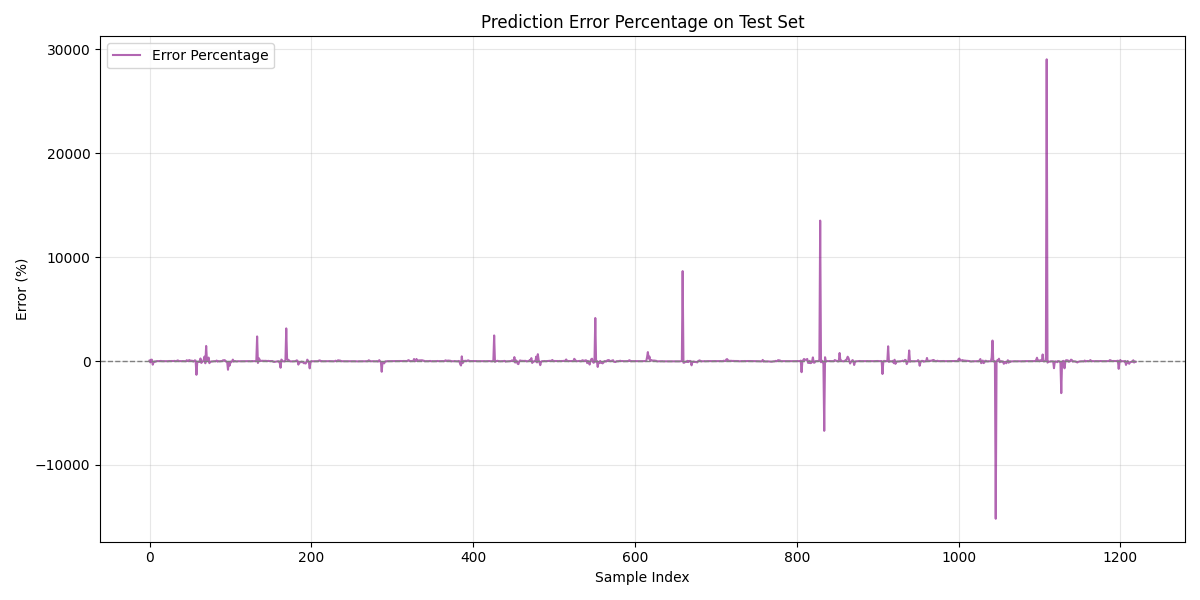 Prediction Error Percentage on Test Set
Error Percentage
30000
20000
10000
0
−10000
Error (%)
0 200 400 600 800 1000 1200
Sample Index